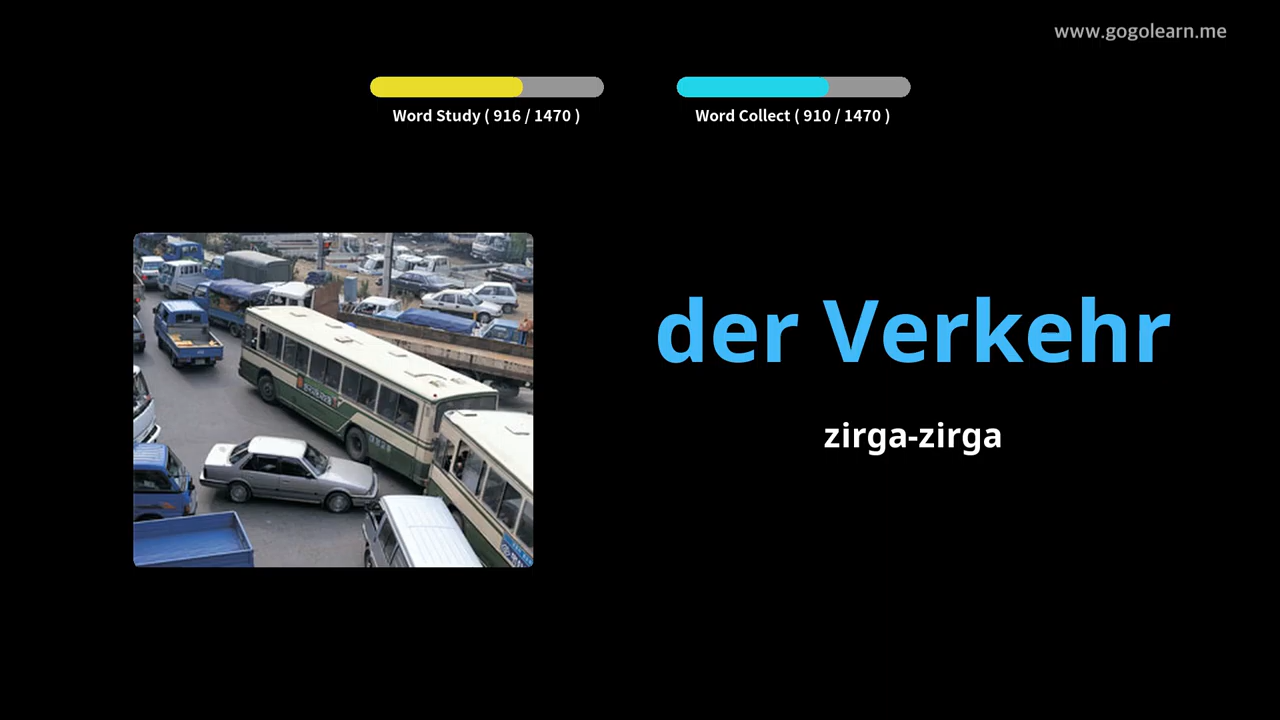 www.gogolearn.me
Word Study ( 916 / 1470 )
Word Collect ( 910 / 1470 )
der Verkehr
zirga-zirga